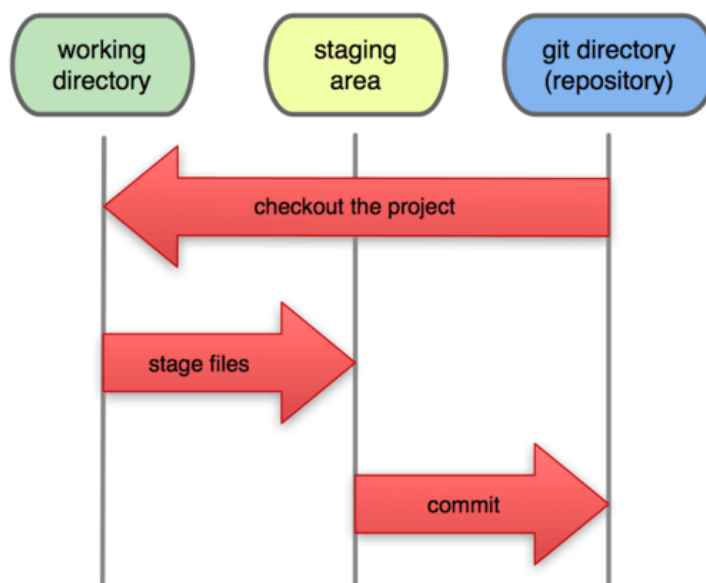 working
directory
staging
area
git directory
(repository)
checkout the project
stage files
commit